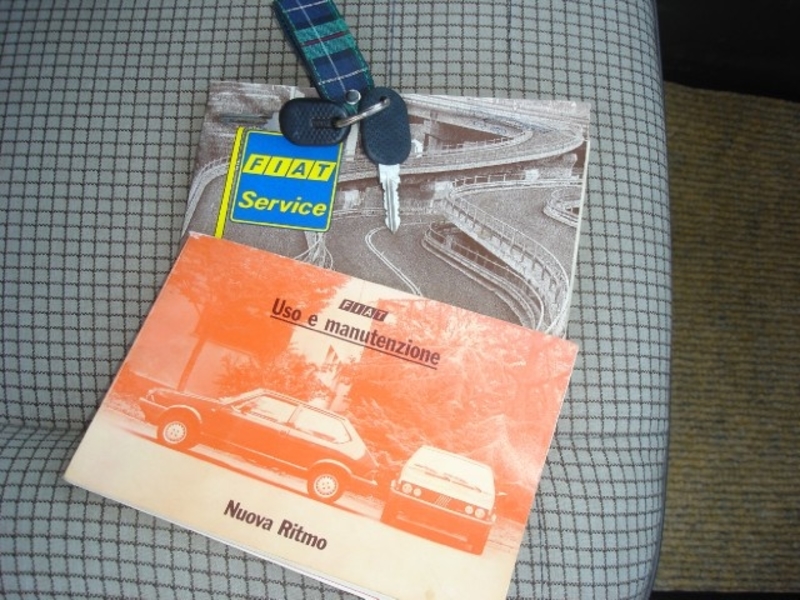 FIAT
Service
FIAT
Uso e manutenzione
Nuova Ritmo